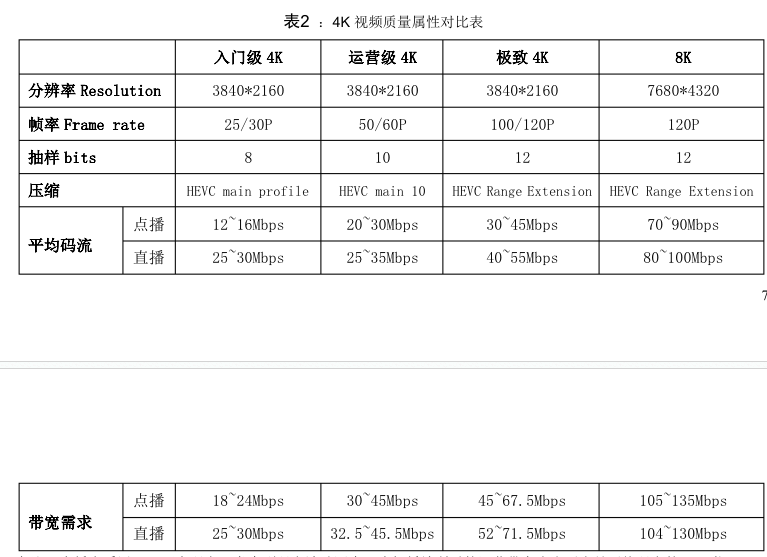 表2 ：4K 视频质量属性对比表
入门级 4K 运营级 4K 极致 4K 8K
分辨率 Resolution 3840*2160 3840*2160 3840*2160 7680*4320
帧率 Frame rate 25/30P 50/60P 100/120P 120P
抽样 bits 8 10 12 12
压缩 HEVC main profile HEVC main 10 HEVC Range Extension HEVC Range Extension
平均码流 点播 12~16Mbps 20~30Mbps 30~45Mbps 70~90Mbps
直播 25~30Mbps 25~35Mbps 40~55Mbps 80~100Mbps
7
带宽需求 点播 18~24Mbps 30~45Mbps 45~67.5Mbps 105~135Mbps
直播 25~30Mbps 32.5~45.5Mbps 52~71.5Mbps 104~130Mbps